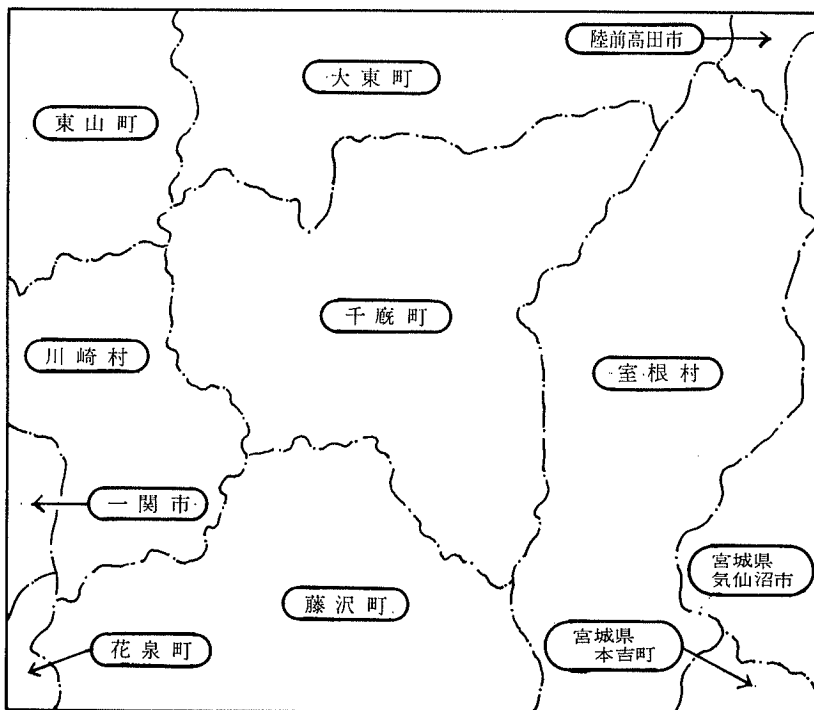 陸前高田市
大東町
東山町
千厩町
川崎村
室根村
一関市
宮城県
気仙沼市
藤沢町
宮城県
本吉町
花泉町